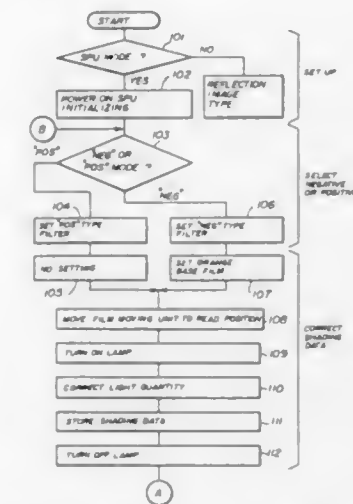 START
101
SPU MODE ?
NO
YES
102
POWER ON SPU
INITIALIZING
REFLECTION
IMAGE
TYPE
SET UP
B
103
"POS"
"NEG" OR
"POS" MODE ?
"NEG"
SELECT
NEGATIVE
OR POSITIVE
104
SET "POS" TYPE
FILTER
106
SET "NEG" TYPE
FILTER
NO SETTING
105
SET ORANGE
BASE FILM
107
MOVE FILM MOVING UNIT TO READ POSITION
108
TURN ON LAMP
109
CORRECT LIGHT QUANTITY
110
STORE SHADING DATA
111
TURN OFF LAMP
112
CORRECT
SHADING
DATA
A